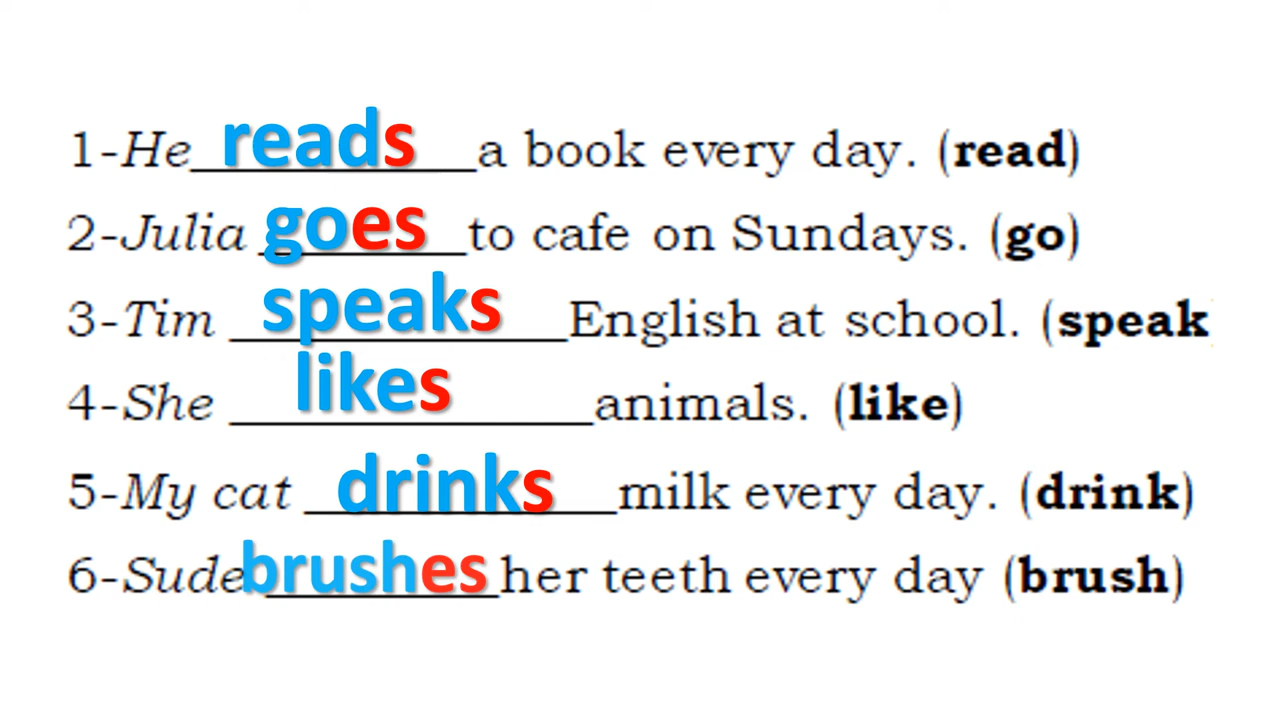 1-He reads a book every day. (read)
2-Julia goes to cafe on Sundays. (go)
3-Tim speaks English at school. (speak
4-She likes animals. (like)
5-My cat drinks milk every day. (drink)
6-Sude brushes her teeth every day (brush)